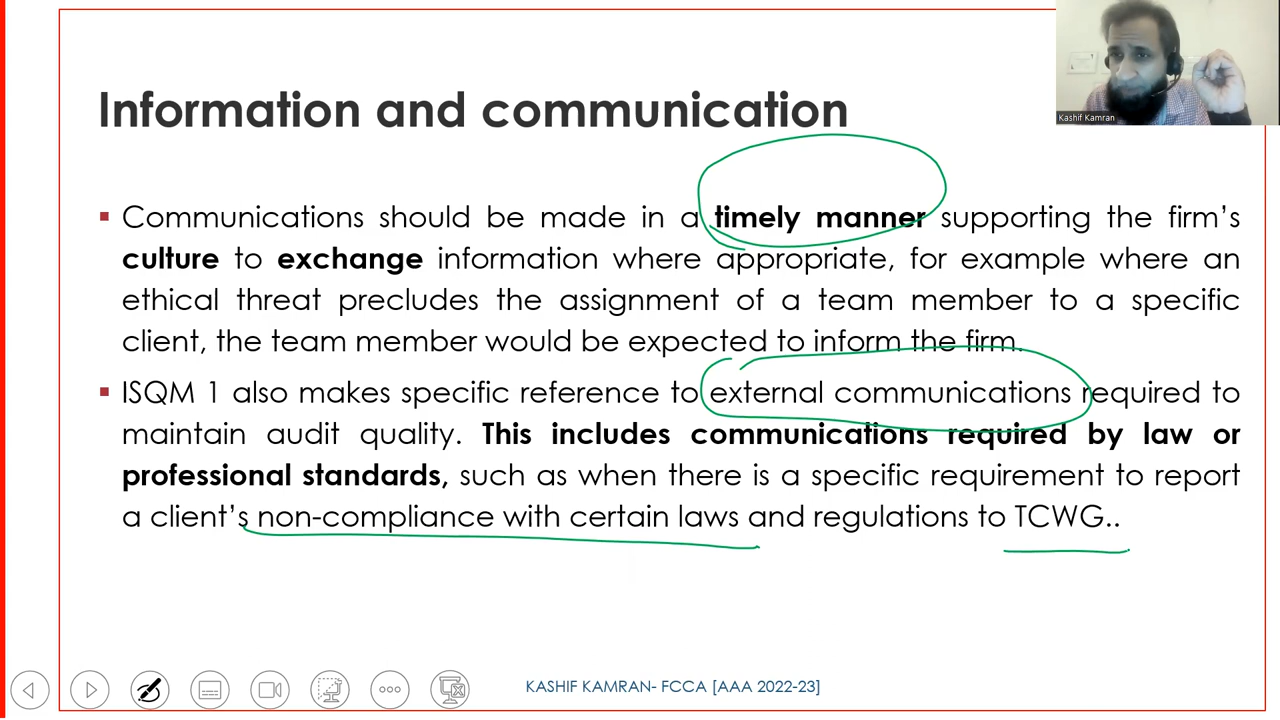 Kashif Kamran
Information and communication
Communications should be made in a timely manner supporting the firm's
culture to exchange information where appropriate, for example where an
ethical threat precludes the assignment of a team member to a specific
client, the team member would be expected to inform the firm.
ISQM 1 also makes specific reference to external communications required to
maintain audit quality. This includes communications required by law or
professional standards, such as when there is a specific requirement to report
a client's non-compliance with certain laws and regulations to TCWG..
KASHIF KAMRAN- FCCA [AAA 2022-23]